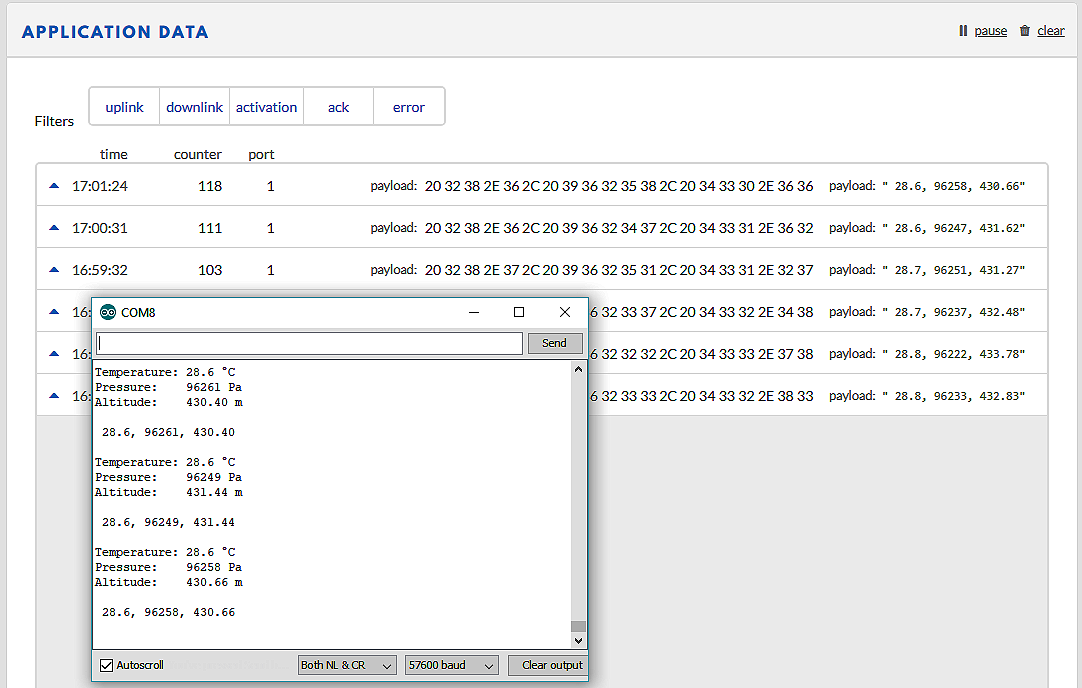 APPLICATION DATA
pause clear
Filters uplink downlink activation ack error
time counter port
17:01:24 118 1 payload: 20 32 38 2E 36 2C 20 39 36 32 35 38 2C 20 34 33 30 2E 36 36 payload: " 28.6, 96258, 430.66"
17:00:31 111 1 payload: 20 32 38 2E 36 2C 20 39 36 32 34 37 2C 20 34 33 31 2E 36 32 payload: " 28.6, 96247, 431.62"
16:59:32 103 1 payload: 20 32 38 2E 37 2C 20 39 36 32 35 31 2C 20 34 33 31 2E 32 37 payload: " 28.7, 96251, 431.27"
16: 6 32 33 37 2C 20 34 33 32 2E 34 38 payload: " 28.7, 96237, 432.48"
16: 6 32 32 32 2C 20 34 33 33 2E 37 38 payload: " 28.8, 96222, 433.78"
16: 6 32 33 33 2C 20 34 33 32 2E 38 33 payload: " 28.8, 96233, 432.83"
COM8
Send
Temperature: 28.6 °C
Pressure: 96261 Pa
Altitude: 430.40 m
28.6, 96261, 430.40
Temperature: 28.6 °C
Pressure: 96249 Pa
Altitude: 431.44 m
28.6, 96249, 431.44
Temperature: 28.6 °C
Pressure: 96258 Pa
Altitude: 430.66 m
28.6, 96258, 430.66
Autoscroll Both NL & CR 57600 baud Clear output